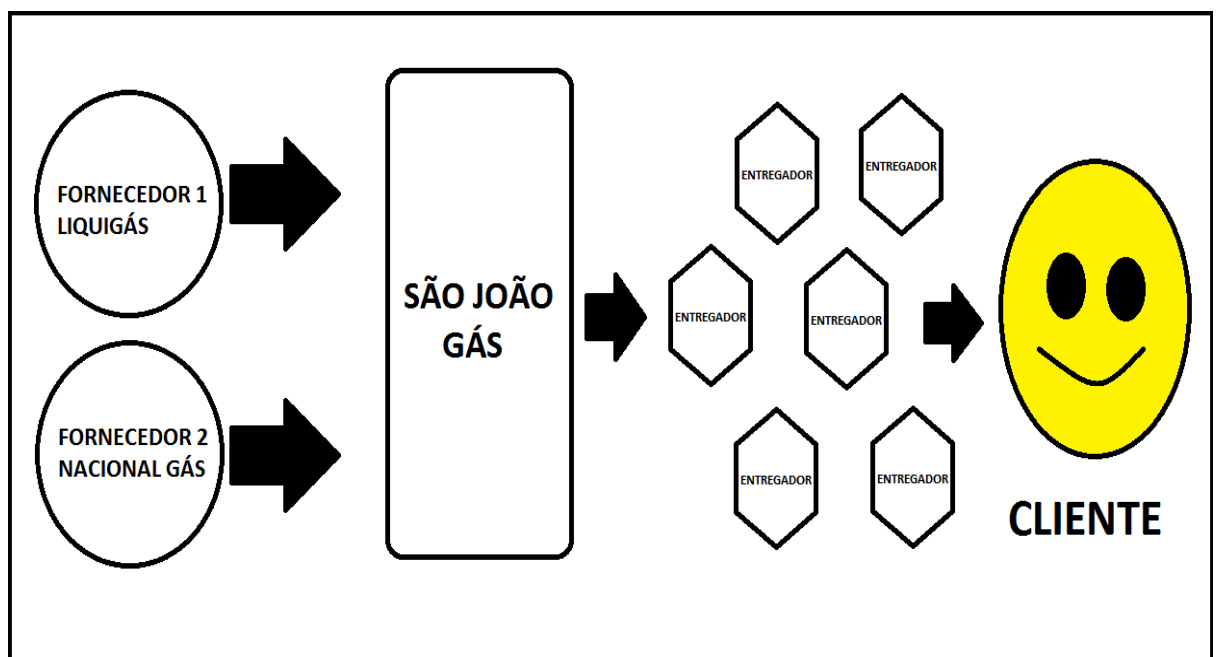 FORNECEDOR 1
LIQUIGÁS
FORNECEDOR 2
NACIONAL GÁS
SÃO JOÃO
GÁS
ENTREGADOR
ENTREGADOR
ENTREGADOR
ENTREGADOR
ENTREGADOR
ENTREGADOR
CLIENTE